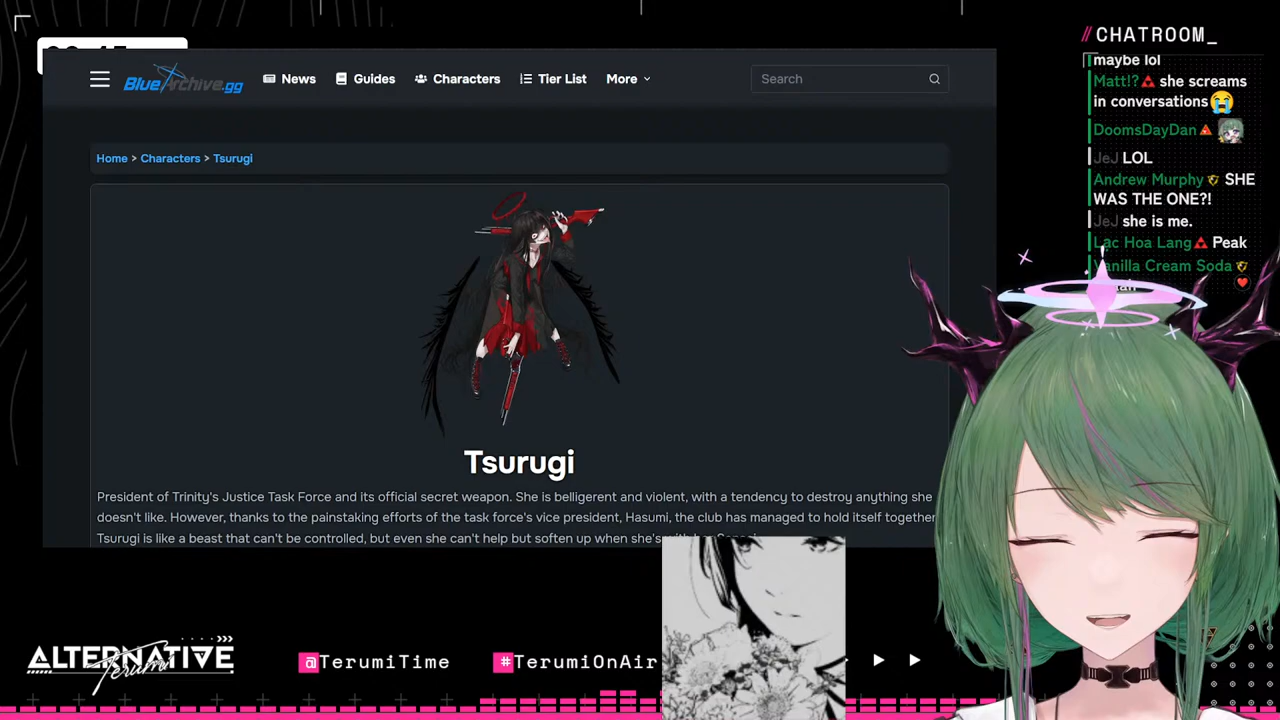 BlueArchive.gg
News
Guides
Characters
Tier List
More
Search
Home > Characters > Tsurugi
Tsurugi
President of Trinity's Justice Task Force and its official secret weapon. She is belligerent and violent, with a tendency to destroy anything she
doesn't like. However, thanks to the painstaking efforts of the task force's vice president, Hasumi, the club has managed to hold itself together
Tsurugi is like a beast that can't be controlled, but even she can't help but soften up when she's with
//CHATROOM_
maybe lol
Matt!? she screams
in conversations😭
DoomsDayDan
JeJ LOL
Andrew Murphy SHE
WAS THE ONE?!
JeJ she is me.
Lạc Hoa Lang Peak
Vanilla Cream Soda
ALTERNATIVE
Terumi
@TerumiTime
#TerumiOnAir